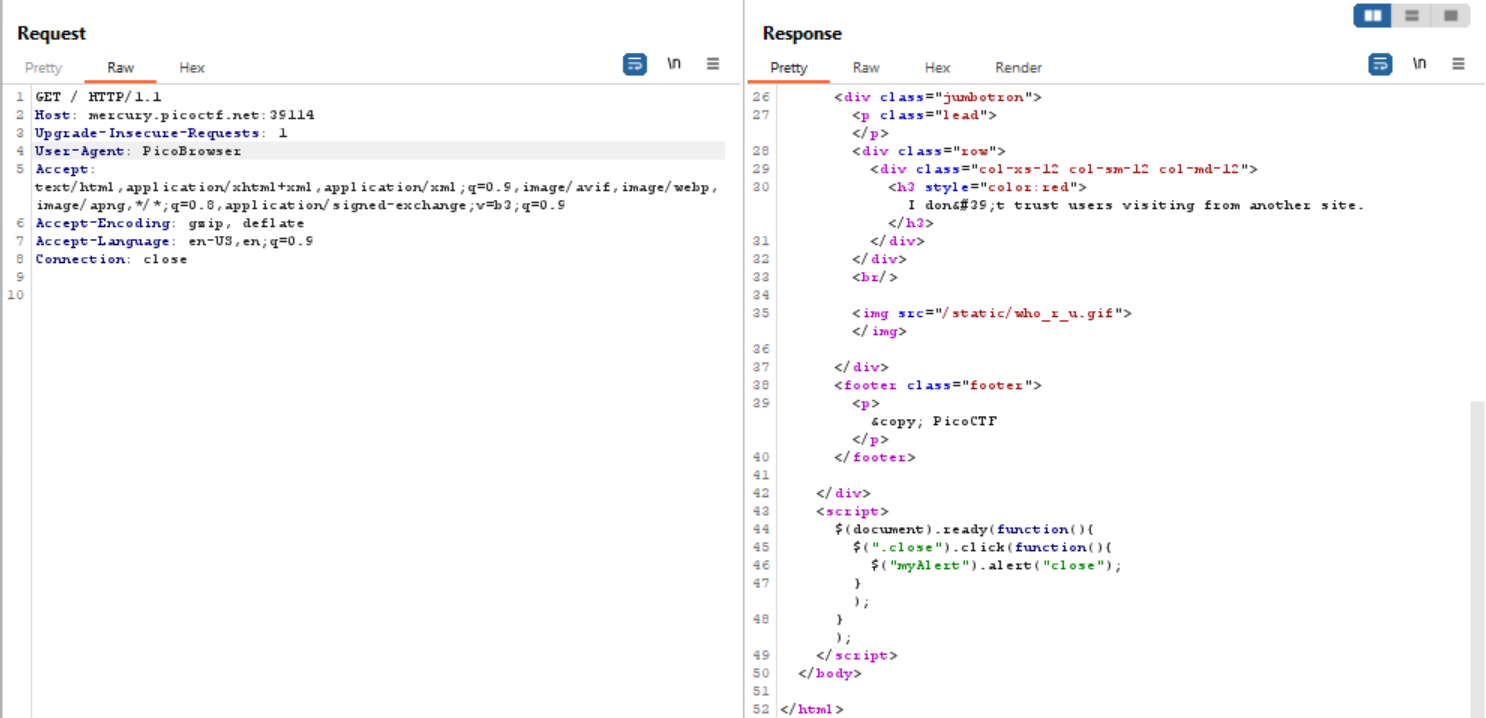 Request
Pretty Raw Hex
\n
1 GET / HTTP/1.1
2 Host: mercury.picoctf.net:39114
3 Upgrade-Insecure-Requests: 1
4 User-Agent: PicoBrowser
5 Accept:
text/html,application/xhtml+xml,application/xml;q=0.9,image/avif,image/webp,
image/apng,*/*;q=0.8,application/signed-exchange;v=b3;q=0.9
6 Accept-Encoding: gzip, deflate
7 Accept-Language: en-US,en;q=0.9
8 Connection: close
9
10
Response
Pretty Raw Hex Render
\n
26 <div class="jumbotron">
27 <p class="lead">
</p>
28 <div class="row">
29 <div class="col-xs-12 col-sm-12 col-md-12">
30 <h3 style="color:red">
I don&#39;t trust users visiting from another site.
</h3>
31 </div>
32 </div>
33 <br/>
34
35 <img src="/static/who_r_u.gif">
</img>
36
37 </div>
38 <footer class="footer">
39 <p>
&copy; PicoCTF
</p>
40 </footer>
41
42 </div>
43 <script>
44 $(document).ready(function(){
45 $(".close").click(function(){
46 $("myAlert").alert("close");
47 }
);
48 }
);
49 </script>
50 </body>
51
52 </html>